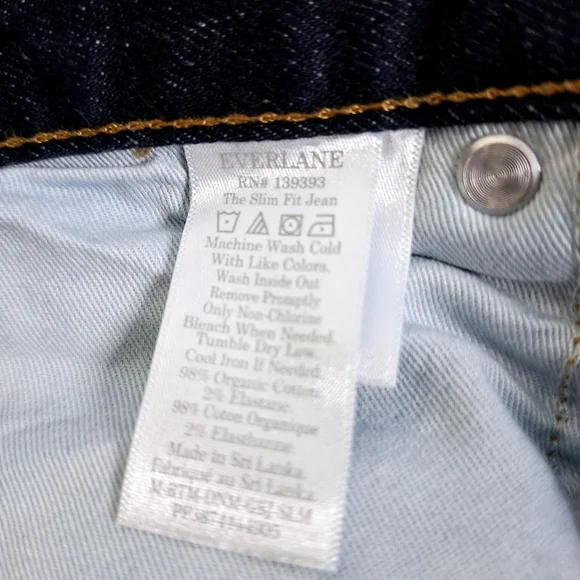 EVERLANE
RN# 139393
The Slim Fit Jean
Machine Wash Cold
With Like Colors.
Wash Inside Out
Remove Promptly
Only Non-Chlorine
Bleach When Needed.
Tumble Dry Low.
Cool Iron If Needed.
98% Organic Cotton
2% Elastane.
98% Coton Organique
2% Elasthanne.
Made in Sri Lanka
Fabriqué au Sri Lanka